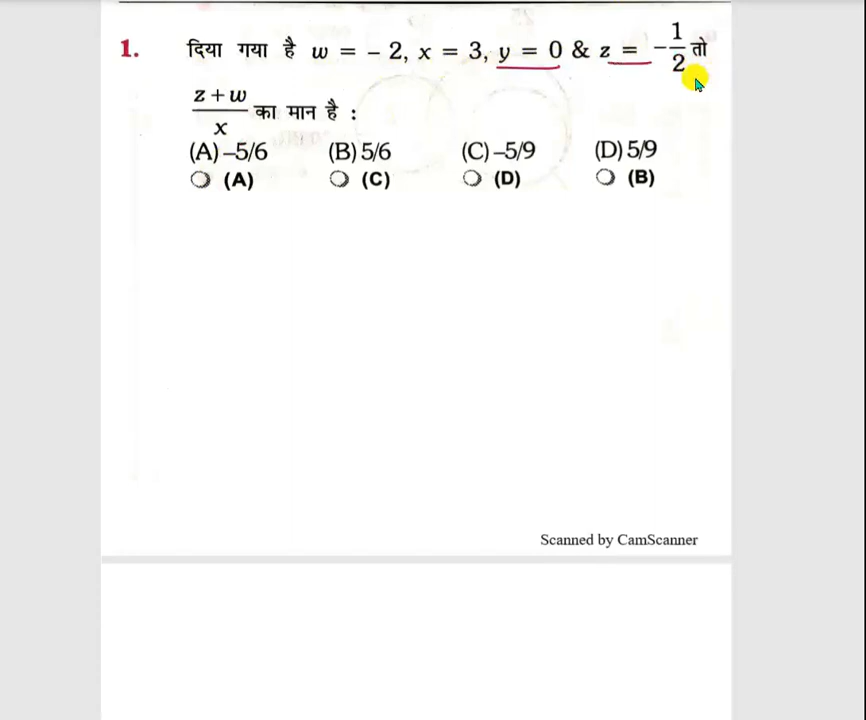 1. दिया गया है w = – 2, x = 3, y = 0 & z = -1/2 तो
(z + w)/x का मान है :
(A) –5/6 (B) 5/6 (C) –5/9 (D) 5/9
(A) (C) (D) (B)
Scanned by CamScanner